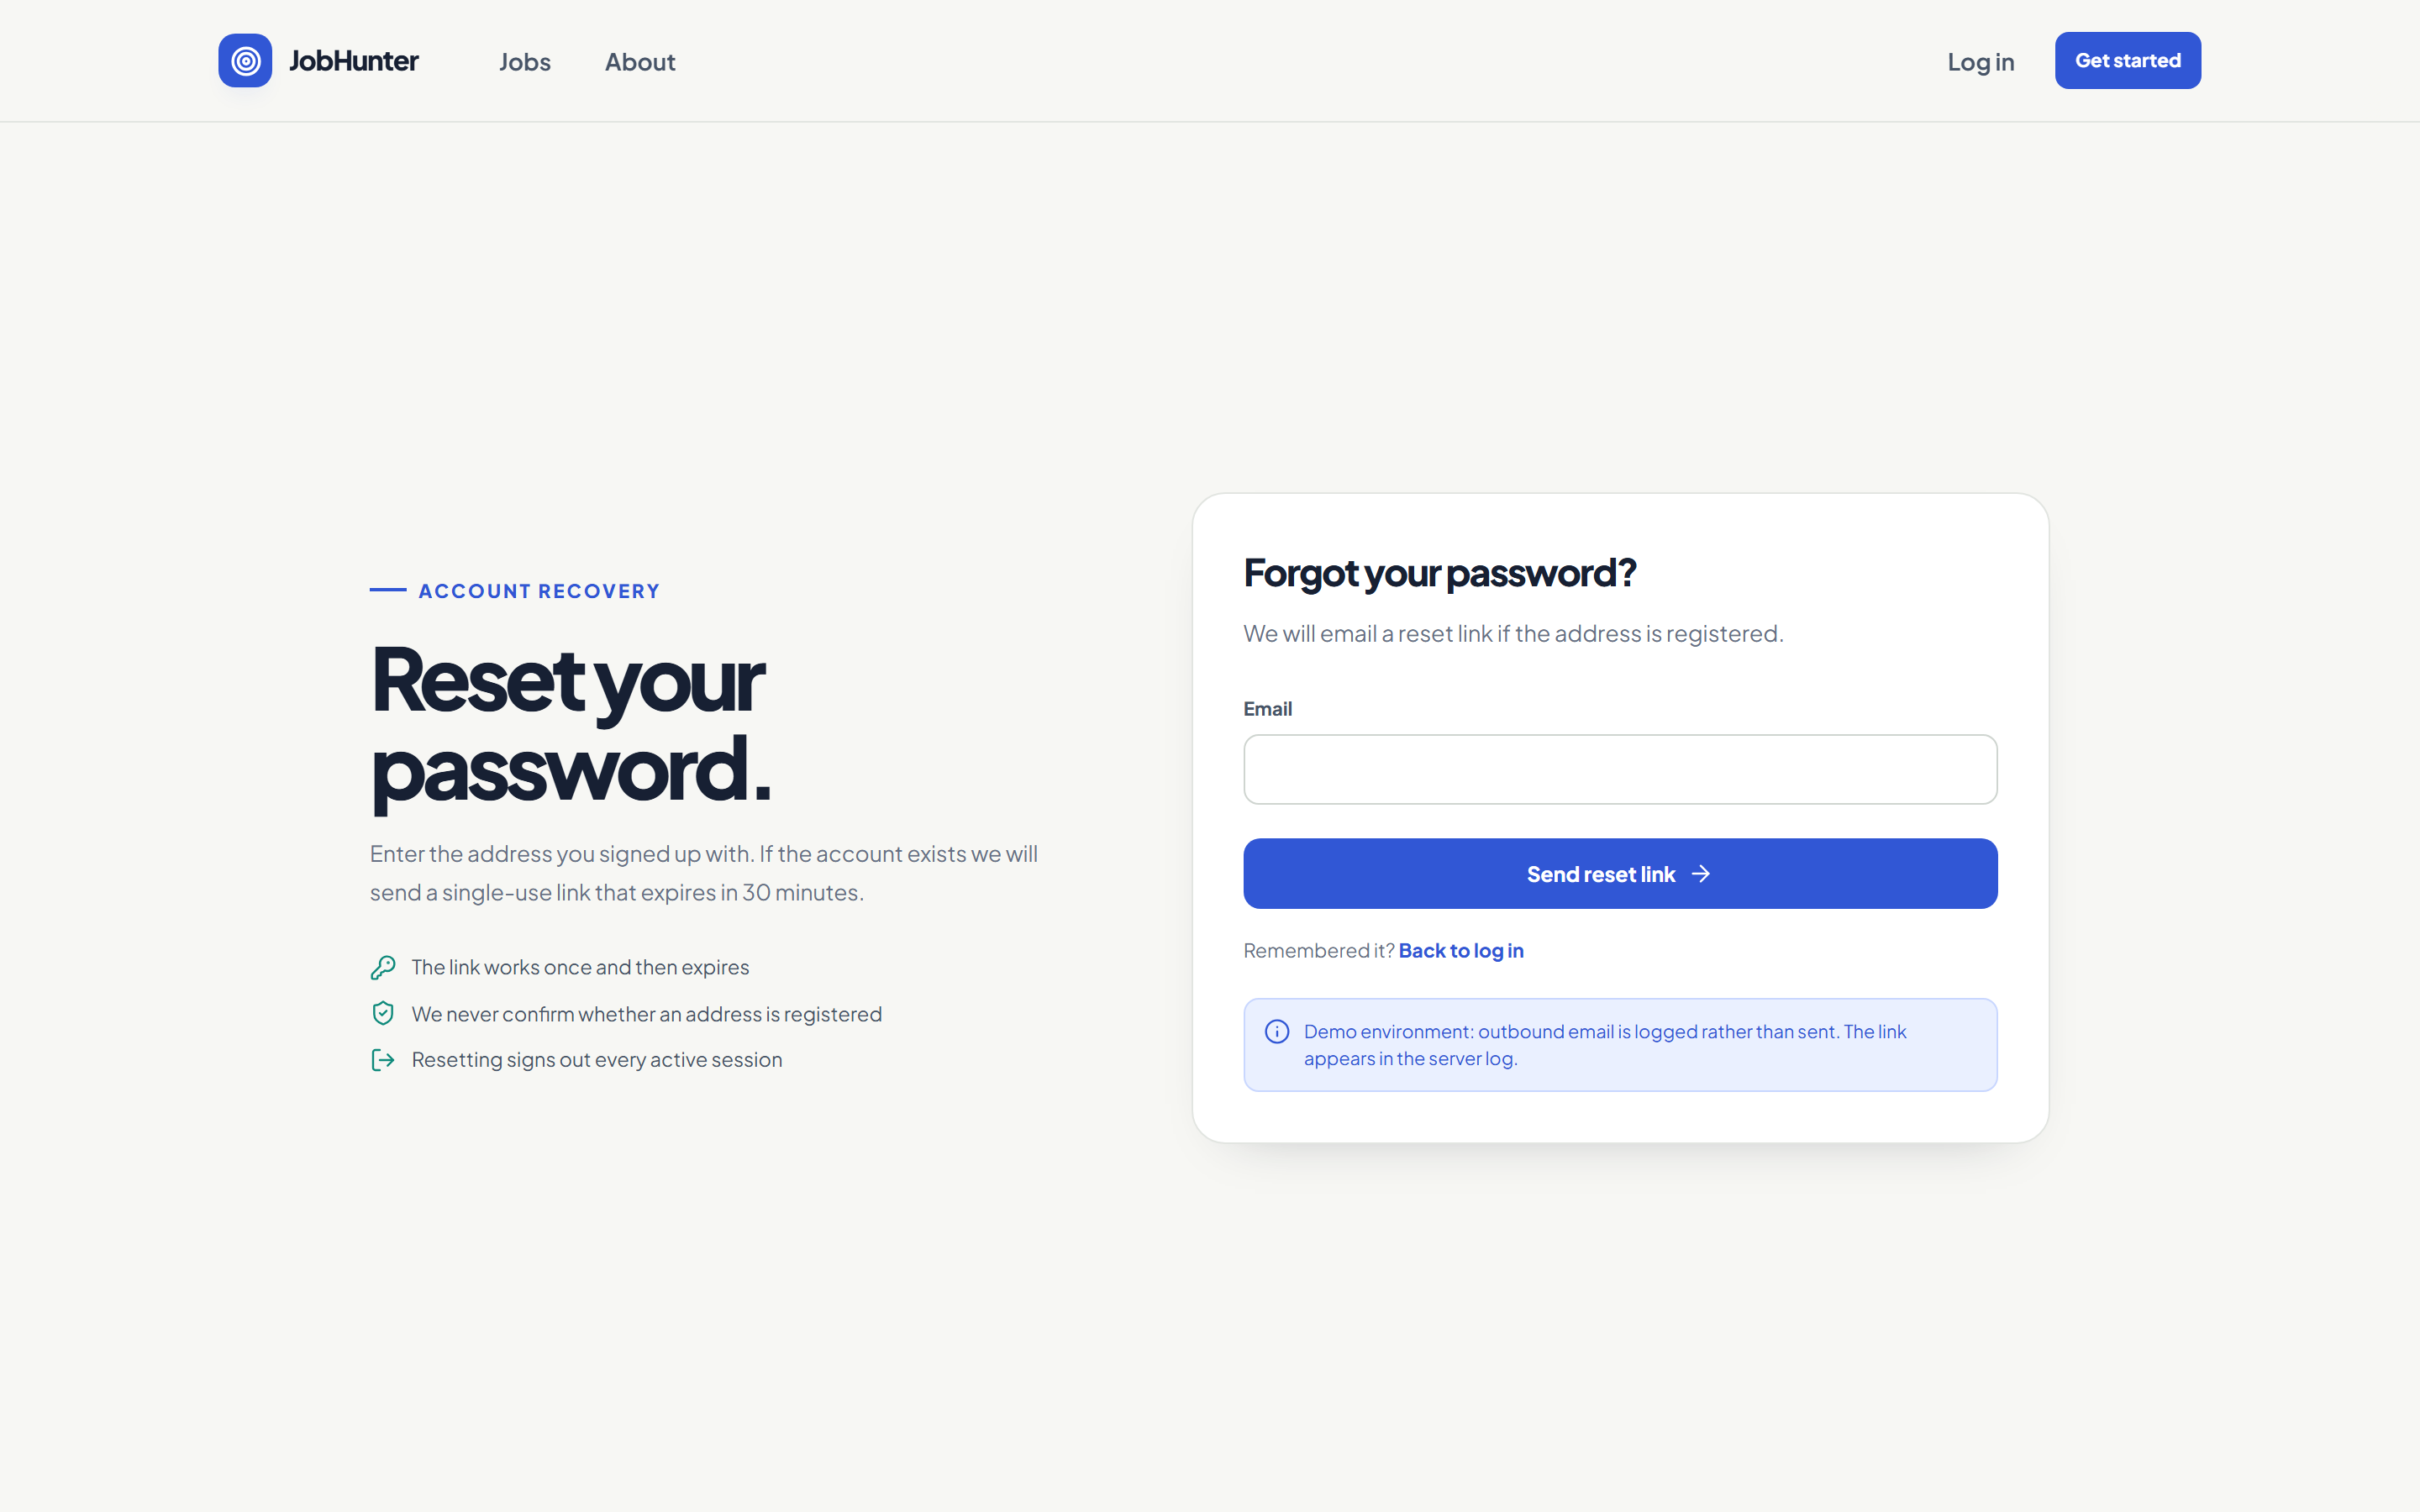 JobHunter
Jobs
About
Log in
Get started
ACCOUNT RECOVERY
Reset your
password.
Enter the address you signed up with. If the account exists we will
send a single-use link that expires in 30 minutes.
The link works once and then expires
We never confirm whether an address is registered
Resetting signs out every active session
Forgot your password?
We will email a reset link if the address is registered.
Email
Send reset link
Remembered it? Back to log in
Demo environment: outbound email is logged rather than sent. The link
appears in the server log.